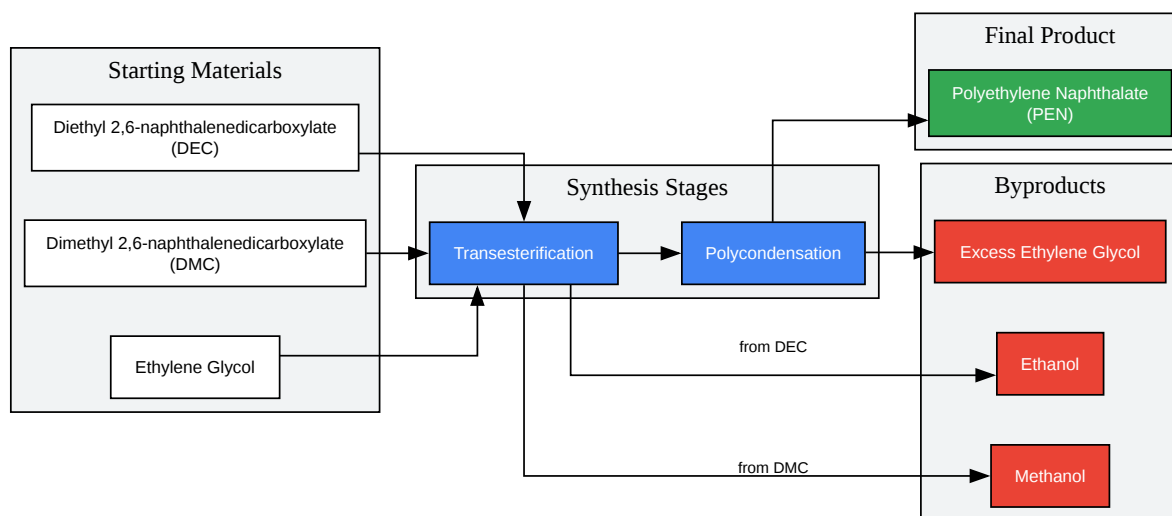 Starting Materials
Diethyl 2,6-naphthalenedicarboxylate
(DEC)
Dimethyl 2,6-naphthalenedicarboxylate
(DMC)
Ethylene Glycol
Synthesis Stages
Transesterification
Polycondensation
Final Product
Polyethylene Naphthalate
(PEN)
Byproducts
Excess Ethylene Glycol
from DEC
Ethanol
from DMC
Methanol